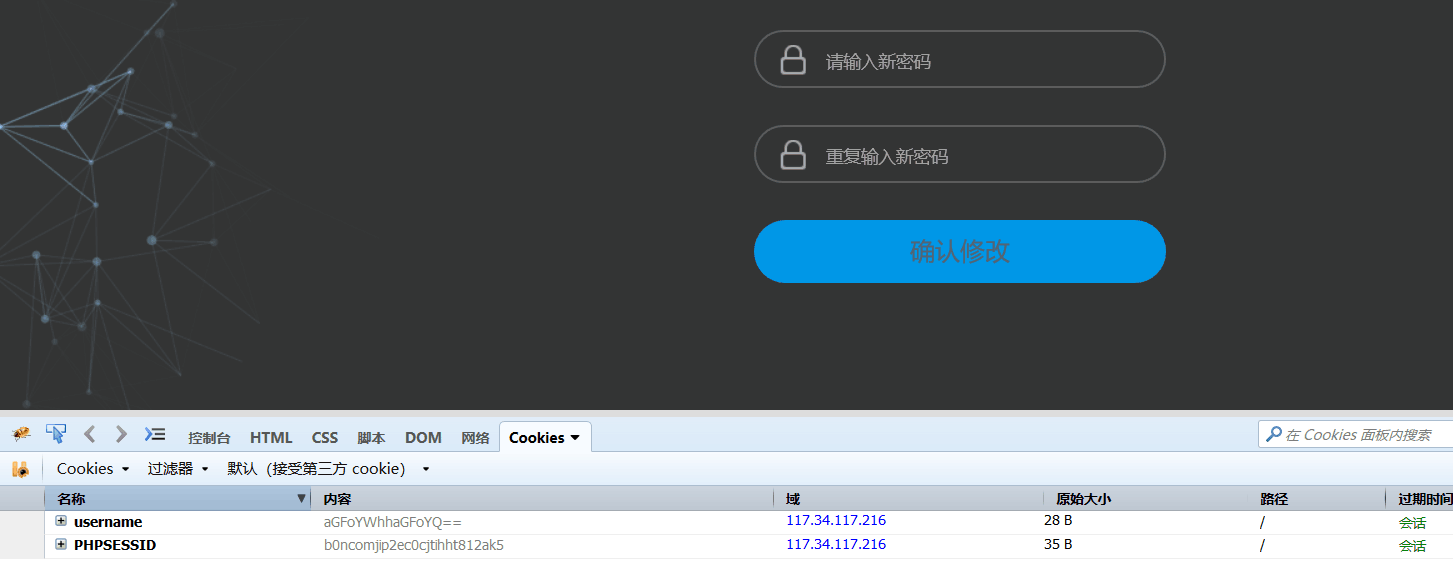 请输入新密码
重复输入新密码
确认修改
控制台 HTML CSS 脚本 DOM 网络 Cookies 在 Cookies 面板内搜索
Cookies 过滤器 默认（接受第三方 cookie）
名称 内容 域 原始大小 路径 过期时间
username aGFoYWhhaGFoYQ== 117.34.117.216 28 B / 会话
PHPSESSID b0ncomjip2ec0cjtihht812ak5 117.34.117.216 35 B / 会话